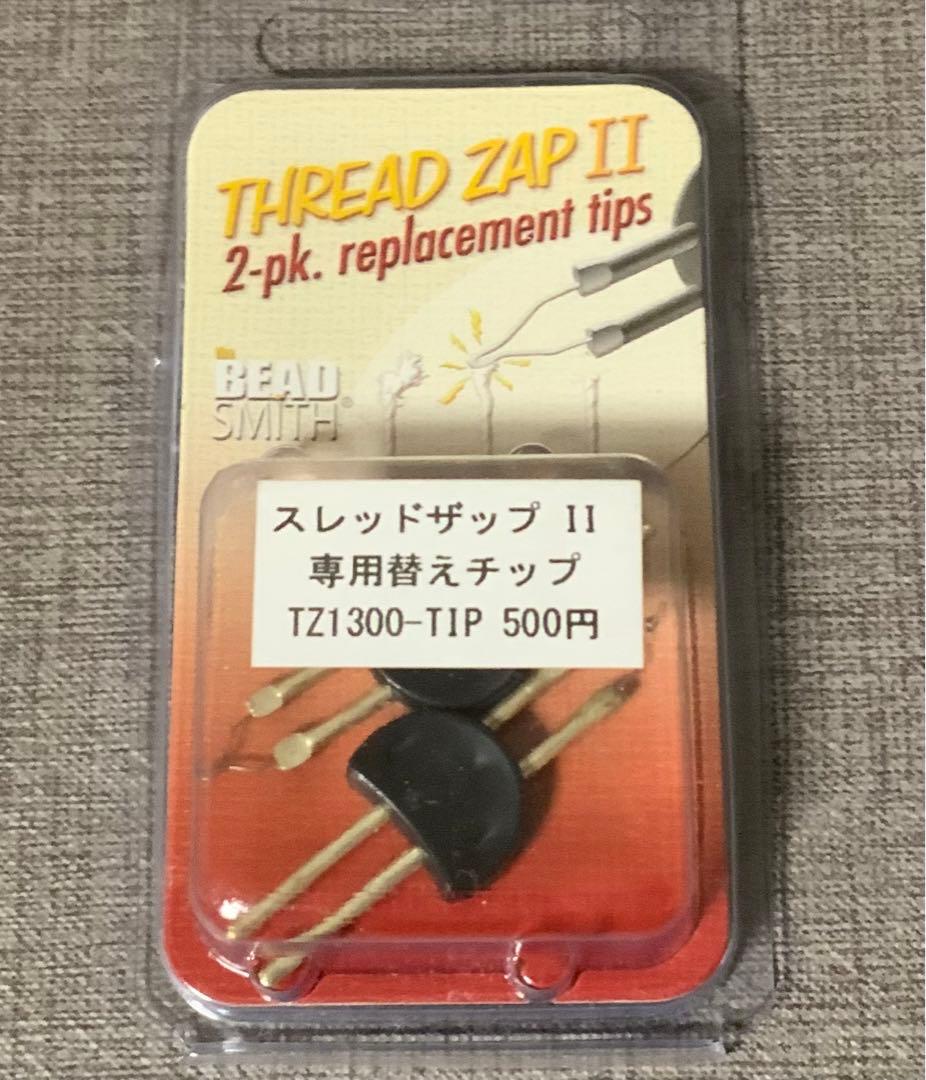 THREAD ZAP II
2-pk. replacement tips
the
BEAD
SMITH®
スレッドザップ II
専用替えチップ
TZ1300-TIP 500円